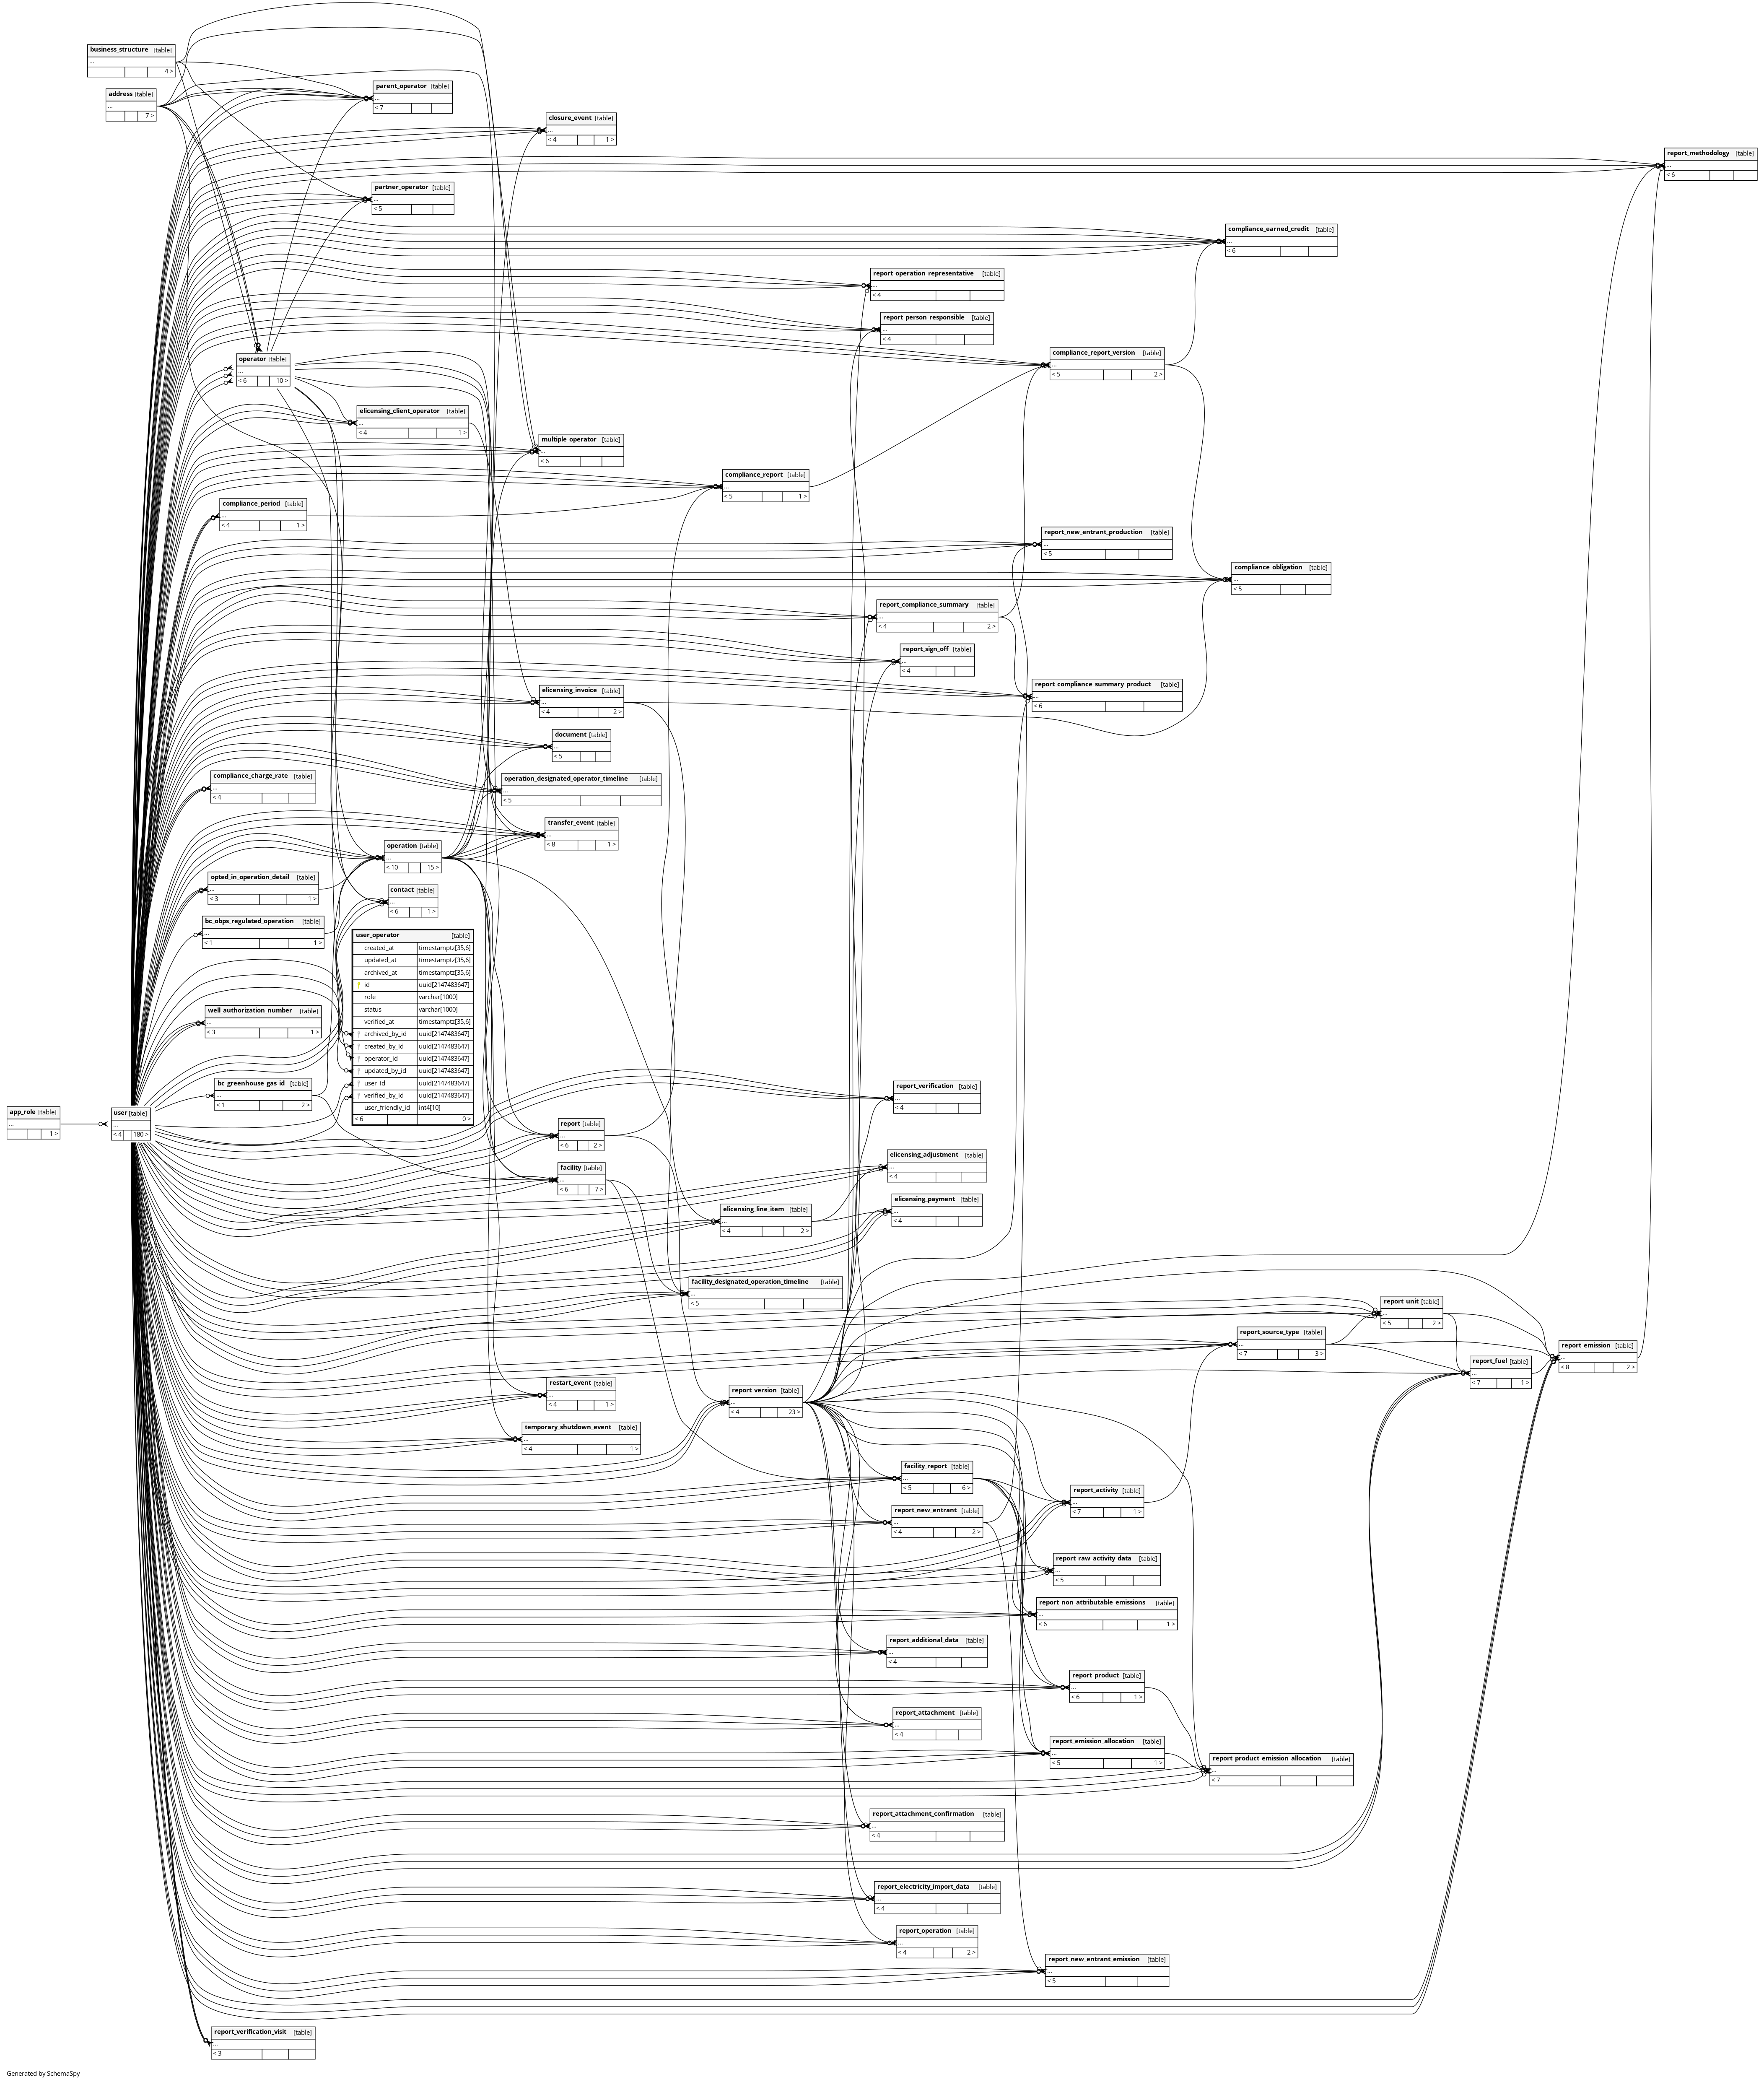 business_structure [table]
...
4 >
address [table]
...
7 >
parent_operator [table]
...
< 7
closure_event [table]
...
< 4 1 >
report_methodology [table]
...
< 6
partner_operator [table]
...
< 5
compliance_earned_credit [table]
...
< 6
report_operation_representative [table]
...
< 4
report_person_responsible [table]
...
< 4
compliance_report_version [table]
...
< 5 2 >
operator [table]
...
< 6 10 >
elicensing_client_operator [table]
...
< 4 1 >
multiple_operator [table]
...
< 6
compliance_report [table]
...
< 5 1 >
compliance_period [table]
...
< 4 1 >
report_new_entrant_production [table]
...
< 5
compliance_obligation [table]
...
< 5
report_compliance_summary [table]
...
< 4 2 >
report_sign_off [table]
...
< 4
report_compliance_summary_product [table]
...
< 6
elicensing_invoice [table]
...
< 4 2 >
document [table]
...
< 5
compliance_charge_rate [table]
...
< 4
operation_designated_operator_timeline [table]
...
< 5
transfer_event [table]
...
< 8 1 >
operation [table]
...
< 10 15 >
opted_in_operation_detail [table]
...
< 3 1 >
contact [table]
...
< 6 1 >
bc_obps_regulated_operation [table]
...
< 1 1 >
user_operator [table]
created_at timestamptz[35,6]
updated_at timestamptz[35,6]
archived_at timestamptz[35,6]
id uuid[2147483647]
role varchar[1000]
status varchar[1000]
verified_at timestamptz[35,6]
archived_by_id uuid[2147483647]
created_by_id uuid[2147483647]
operator_id uuid[2147483647]
updated_by_id uuid[2147483647]
user_id uuid[2147483647]
verified_by_id uuid[2147483647]
user_friendly_id int4[10]
< 6 0 >
well_authorization_number [table]
...
< 3 1 >
bc_greenhouse_gas_id [table]
...
< 1 2 >
app_role [table]
...
1 >
user [table]
...
< 4 180 >
report_verification [table]
...
< 4
report [table]
...
< 6 2 >
elicensing_adjustment [table]
...
< 4
facility [table]
...
< 6 7 >
elicensing_payment [table]
...
< 4
elicensing_line_item [table]
...
< 4 2 >
facility_designated_operation_timeline [table]
...
< 5
report_unit [table]
...
< 5 2 >
report_source_type [table]
...
< 7 3 >
report_emission [table]
...
< 8 2 >
report_fuel [table]
...
< 7 1 >
restart_event [table]
...
< 4 1 >
report_version [table]
...
< 4 23 >
temporary_shutdown_event [table]
...
< 4 1 >
facility_report [table]
...
< 5 6 >
report_activity [table]
...
< 7 1 >
report_new_entrant [table]
...
< 4 2 >
report_raw_activity_data [table]
...
< 5
report_non_attributable_emissions [table]
...
< 6 1 >
report_additional_data [table]
...
< 4
report_product [table]
...
< 6 1 >
report_attachment [table]
...
< 4
report_emission_allocation [table]
...
< 5 1 >
report_product_emission_allocation [table]
...
< 7
report_attachment_confirmation [table]
...
< 4
report_electricity_import_data [table]
...
< 4
report_operation [table]
...
< 4 2 >
report_new_entrant_emission [table]
...
< 5
report_verification_visit [table]
...
< 3
Generated by SchemaSpy